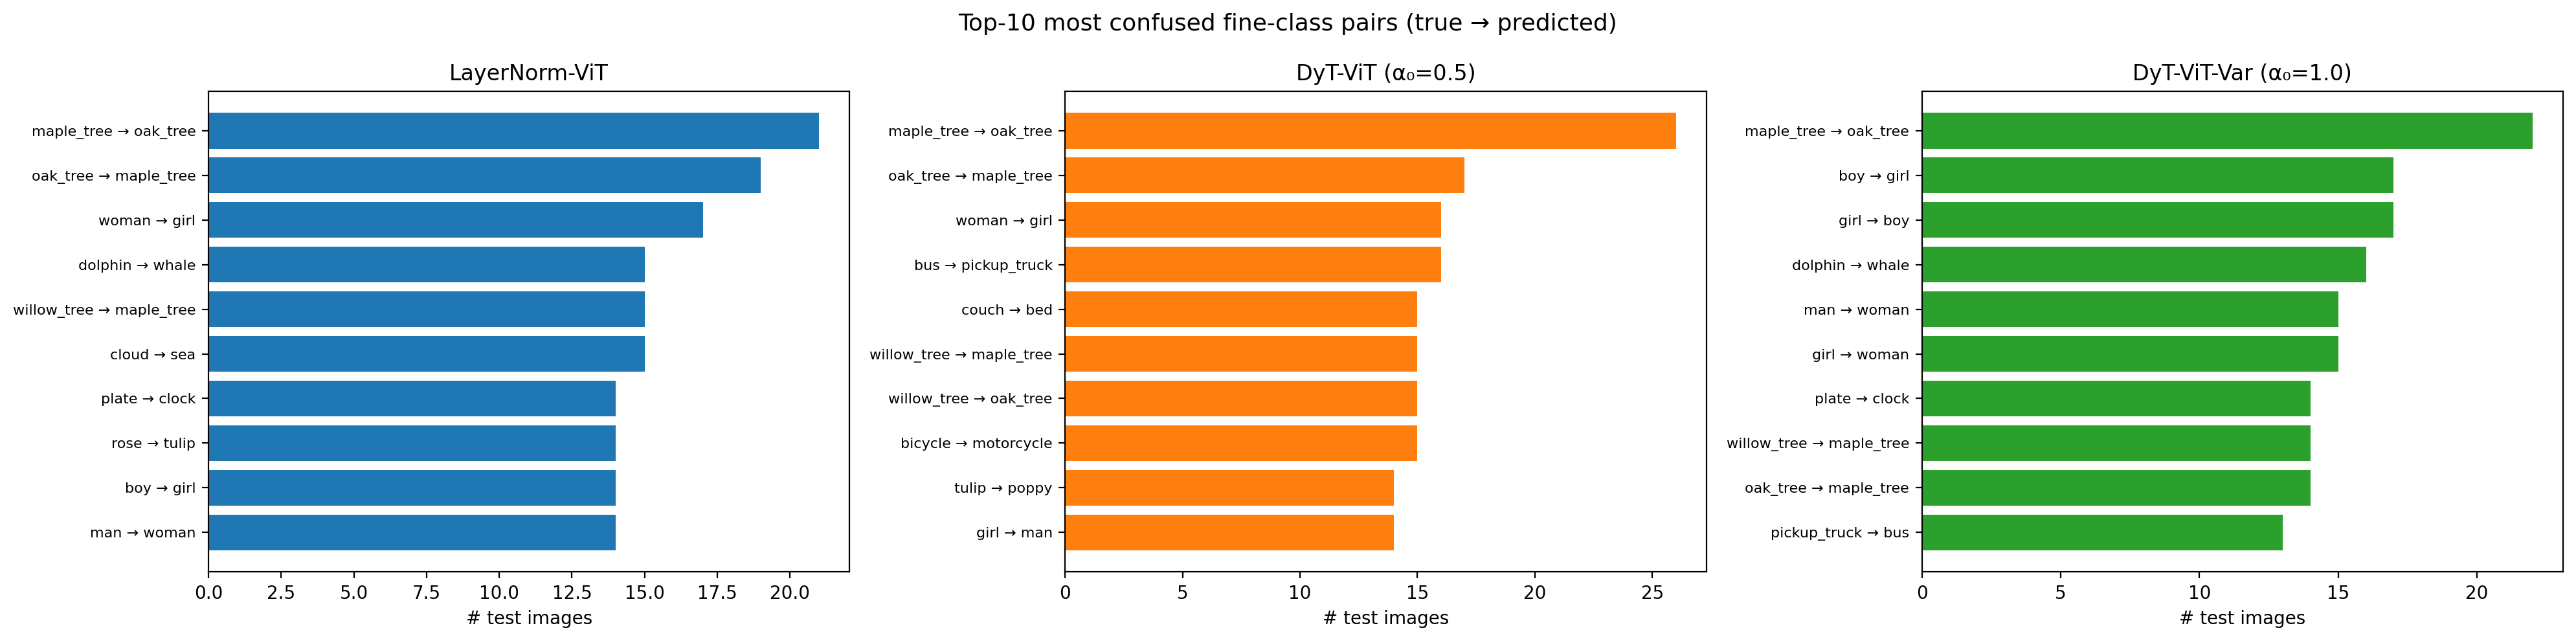 Top-10 most confused fine-class pairs (true → predicted)
LayerNorm-ViT
maple_tree → oak_tree
oak_tree → maple_tree
woman → girl
dolphin → whale
willow_tree → maple_tree
cloud → sea
plate → clock
rose → tulip
boy → girl
man → woman
0.0 2.5 5.0 7.5 10.0 12.5 15.0 17.5 20.0
# test images
DyT-ViT (α₀=0.5)
maple_tree → oak_tree
oak_tree → maple_tree
woman → girl
bus → pickup_truck
couch → bed
willow_tree → maple_tree
willow_tree → oak_tree
bicycle → motorcycle
tulip → poppy
girl → man
0 5 10 15 20 25
# test images
DyT-ViT-Var (α₀=1.0)
maple_tree → oak_tree
boy → girl
girl → boy
dolphin → whale
man → woman
girl → woman
plate → clock
willow_tree → maple_tree
oak_tree → maple_tree
pickup_truck → bus
0 5 10 15 20
# test images